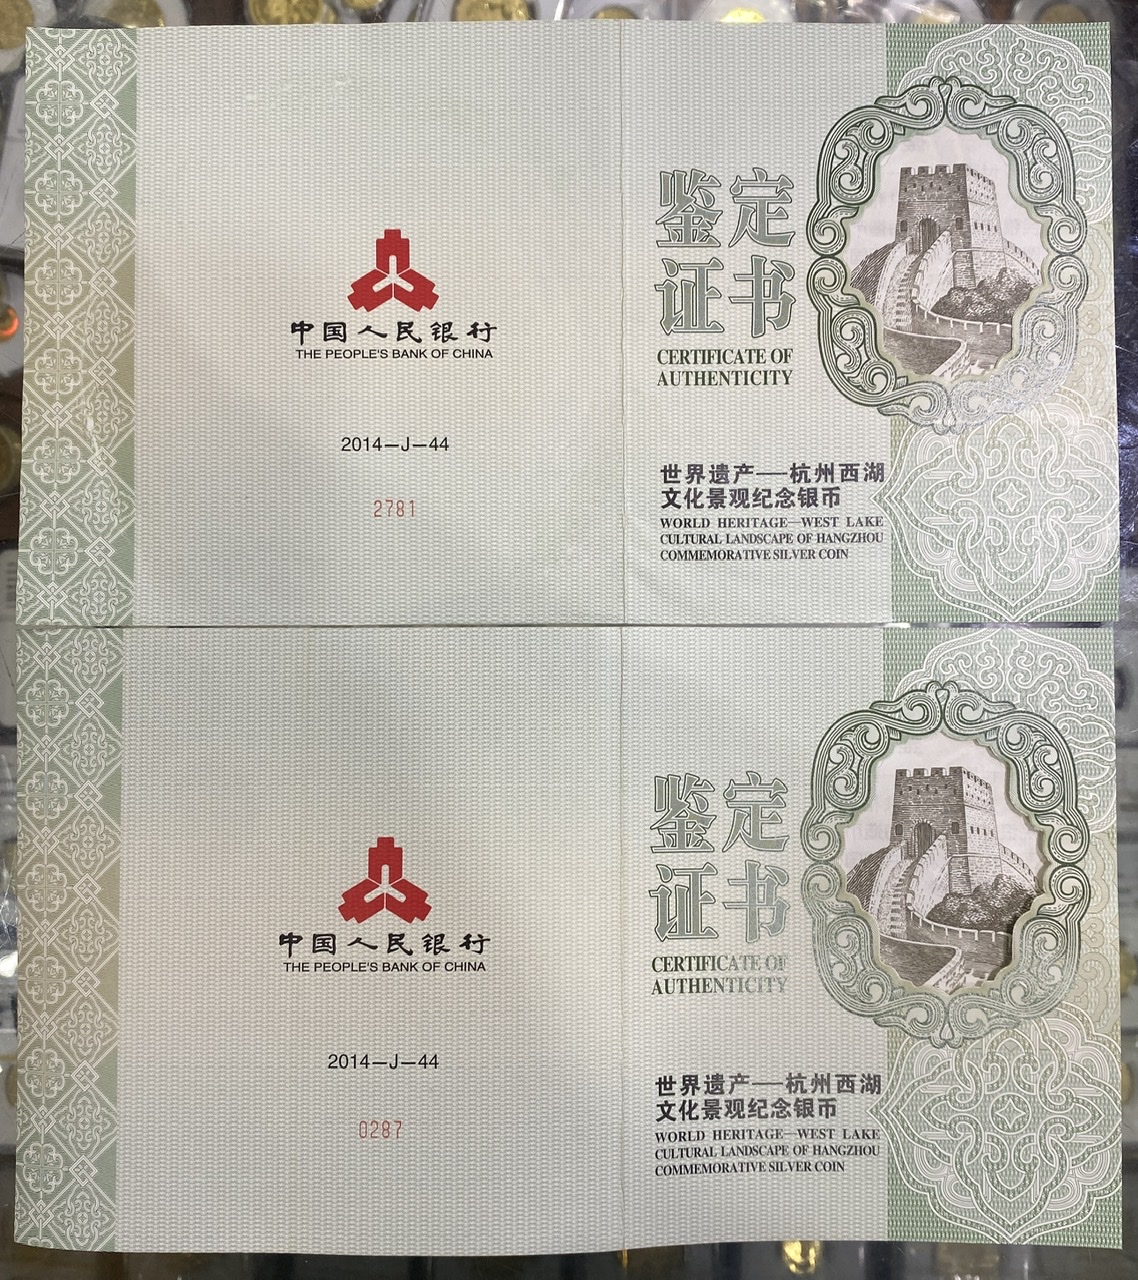 中国人民银行
THE PEOPLE'S BANK OF CHINA
2014-J-44
2781
鉴定
证书
CERTIFICATE OF
AUTHENTICITY
世界遗产——杭州西湖
文化景观纪念银币
WORLD HERITAGE—WEST LAKE
CULTURAL LANDSCAPE OF HANGZHOU
COMMEMORATIVE SILVER COIN
中国人民银行
THE PEOPLE'S BANK OF CHINA
2014-J-44
0287
鉴定
证书
CERTIFICATE OF
AUTHENTICITY
世界遗产——杭州西湖
文化景观纪念银币
WORLD HERITAGE—WEST LAKE
CULTURAL LANDSCAPE OF HANGZHOU
COMMEMORATIVE SILVER COIN